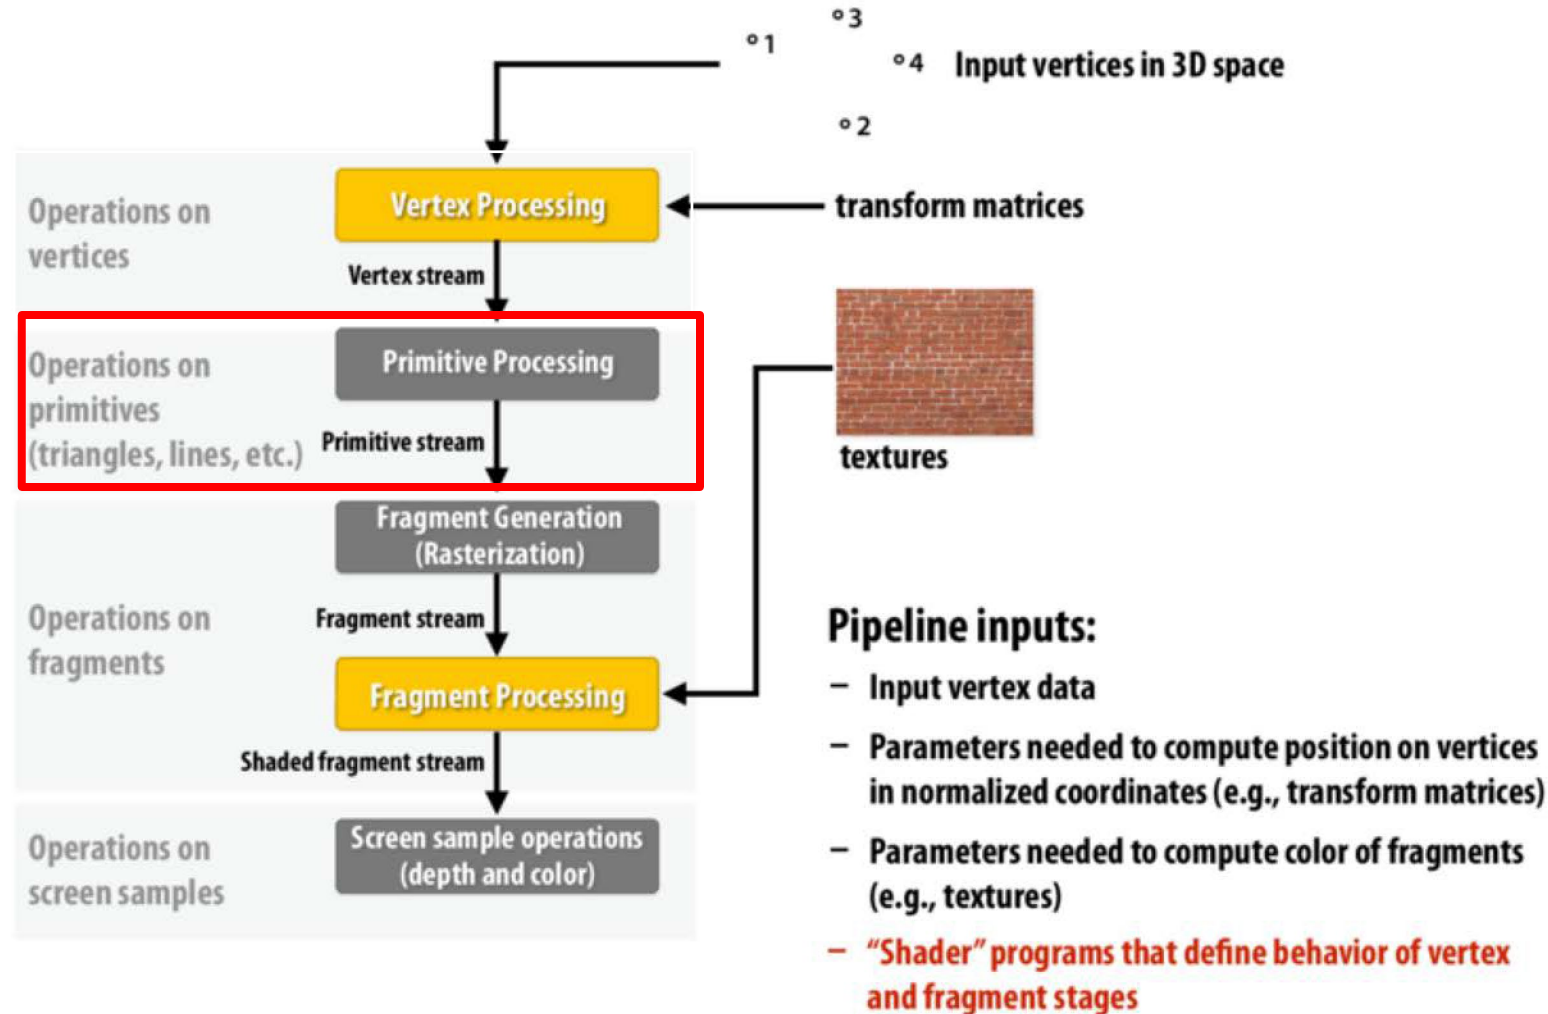 °3
°1
°4 Input vertices in 3D space
°2
Operations on
vertices
Vertex Processing
transform matrices
Vertex stream
Operations on
primitives
(triangles, lines, etc.)
Primitive Processing
Primitive stream
textures
Fragment Generation
(Rasterization)
Operations on
fragments
Fragment stream
Fragment Processing
Shaded fragment stream
Operations on
screen samples
Screen sample operations
(depth and color)
Pipeline inputs:
– Input vertex data
– Parameters needed to compute position on vertices
in normalized coordinates (e.g., transform matrices)
– Parameters needed to compute color of fragments
(e.g., textures)
– “Shader” programs that define behavior of vertex
and fragment stages